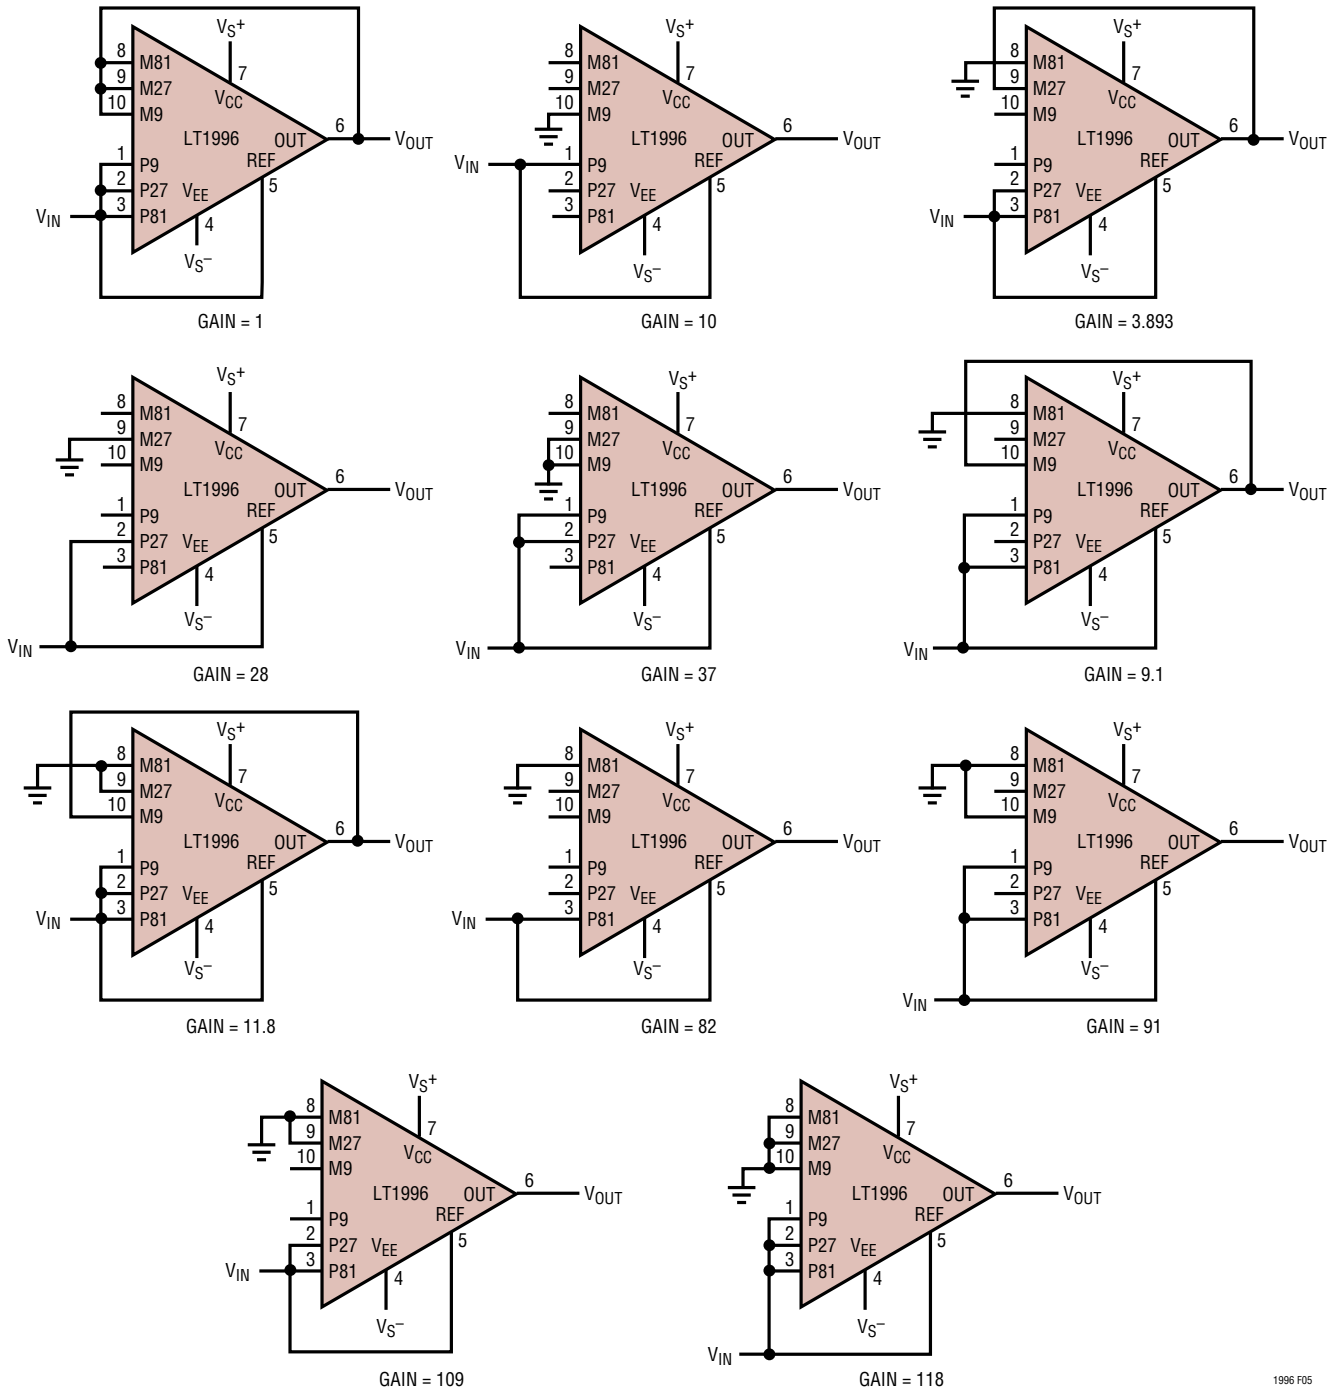 VS+
8 M81
7
9 M27
10 M9
VCC
LT1996 OUT 6 VOUT
REF
1 P9
5
2 P27
VEE
VIN 3 P81
4
VS–
GAIN = 1
VS+
8 M81
7
9 M27
10 M9
VCC
LT1996 OUT 6 VOUT
REF
VIN 1 P9
5
2 P27
VEE
3 P81
4
VS–
GAIN = 10
VS+
8 M81
7
9 M27
10 M9
VCC
LT1996 OUT 6 VOUT
REF
1 P9
5
2 P27
VEE
VIN 3 P81
4
VS–
GAIN = 3.893
VS+
8 M81
7
9 M27
10 M9
VCC
LT1996 OUT 6 VOUT
REF
1 P9
5
2 P27
VEE
3 P81
4
VS–
VIN
GAIN = 28
VS+
8 M81
7
9 M27
10 M9
VCC
LT1996 OUT 6 VOUT
REF
1 P9
5
2 P27
VEE
3 P81
4
VS–
VIN
GAIN = 37
VS+
8 M81
7
9 M27
10 M9
VCC
LT1996 OUT 6 VOUT
REF
1 P9
5
2 P27
VEE
3 P81
4
VS–
VIN
GAIN = 9.1
VS+
8 M81
7
9 M27
10 M9
VCC
LT1996 OUT 6 VOUT
REF
1 P9
5
2 P27
VEE
VIN 3 P81
4
VS–
GAIN = 11.8
VS+
8 M81
7
9 M27
10 M9
VCC
LT1996 OUT 6 VOUT
REF
1 P9
5
2 P27
VEE
VIN 3 P81
4
VS–
GAIN = 82
VS+
8 M81
7
9 M27
10 M9
VCC
LT1996 OUT 6 VOUT
REF
1 P9
5
2 P27
VEE
3 P81
4
VS–
VIN
GAIN = 91
VS+
8 M81
7
9 M27
10 M9
VCC
LT1996 OUT 6 VOUT
REF
1 P9
5
2 P27
VEE
VIN 3 P81
4
VS–
GAIN = 109
VS+
8 M81
7
9 M27
10 M9
VCC
LT1996 OUT 6 VOUT
REF
1 P9
5
2 P27
VEE
3 P81
4
VS–
VIN
GAIN = 118
1996 F05